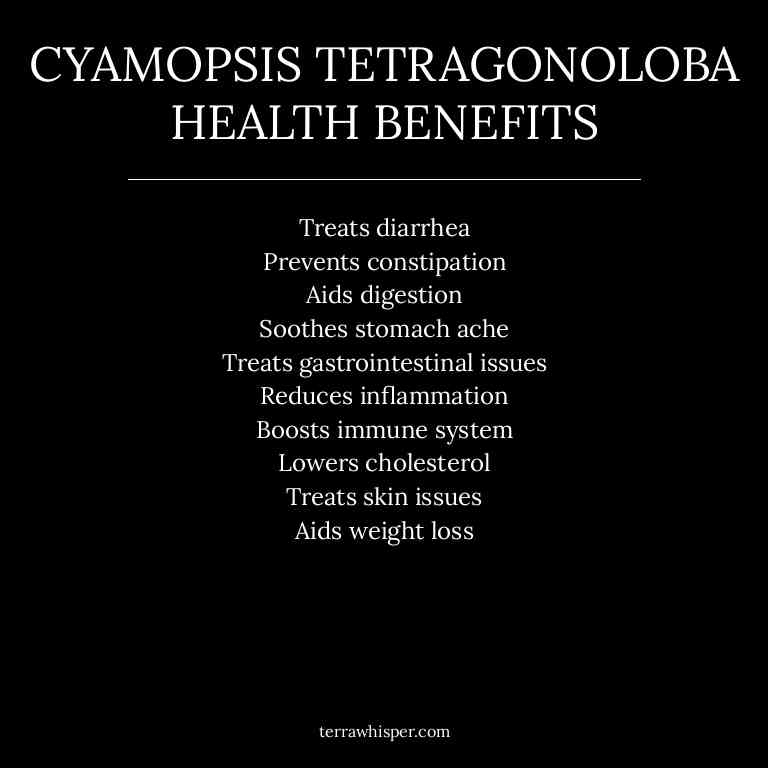 CYAMOPSIS TETRAGONOLOBA
HEALTH BENEFITS
Treats diarrhea
Prevents constipation
Aids digestion
Soothes stomach ache
Treats gastrointestinal issues
Reduces inflammation
Boosts immune system
Lowers cholesterol
Treats skin issues
Aids weight loss
terrawhisper.com